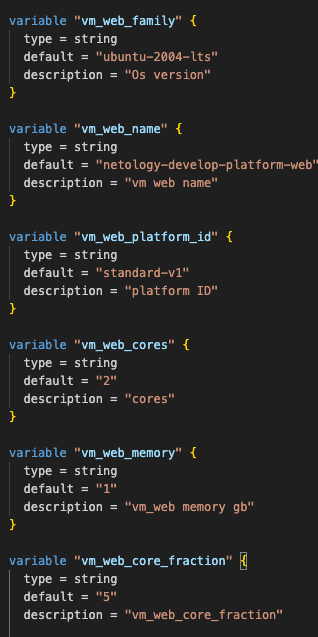 variable "vm_web_family" {
  type = string
  default = "ubuntu-2004-lts"
  description = "Os version"
}
variable "vm_web_name" {
  type = string
  default = "netology-develop-platform-web"
  description = "vm web name"
}
variable "vm_web_platform_id" {
  type = string
  default = "standard-v1"
  description = "platform ID"
}
variable "vm_web_cores" {
  type = string
  default = "2"
  description = "cores"
}
variable "vm_web_memory" {
  type = string
  default = "1"
  description = "vm_web memory gb"
}
variable "vm_web_core_fraction" {
  type = string
  default = "5"
  description = "vm_web_core_fraction"